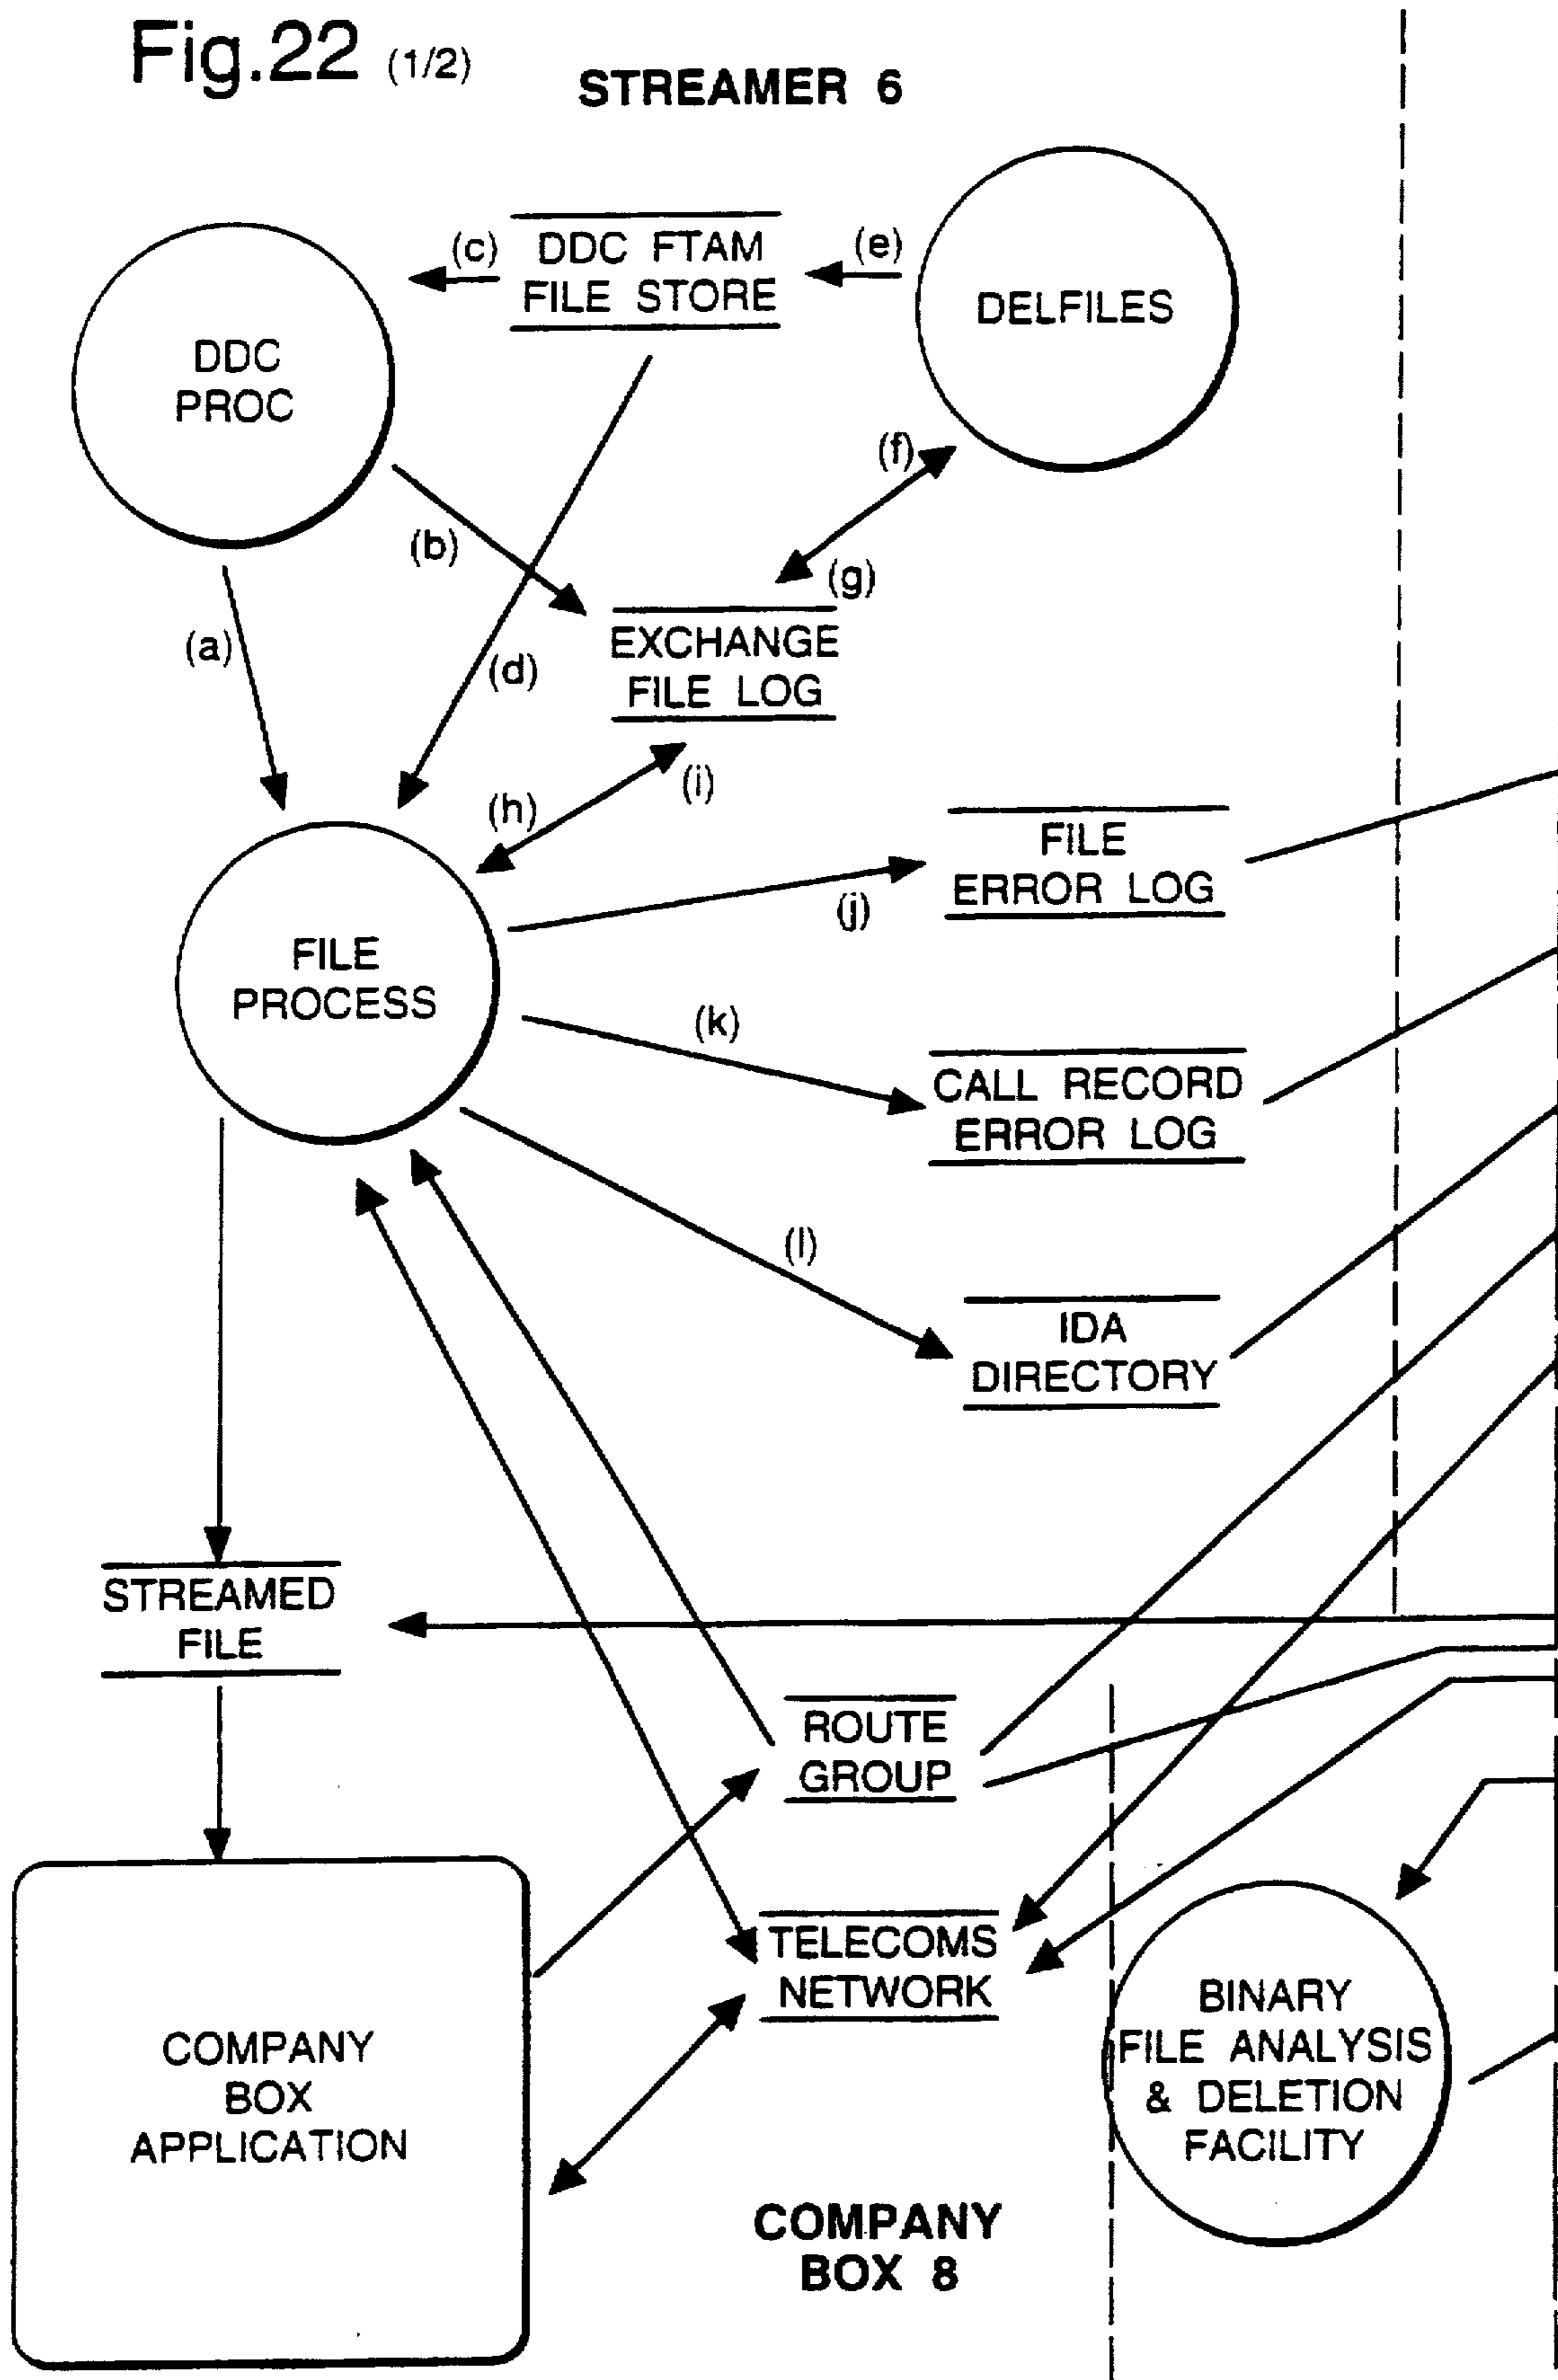 Fig.22 (1/2)
STREAMER 6
(c)
DDC FTAM
FILE STORE
(e)
DELFILES
DDC
PROC
(f)
(b)
(g)
(a)
(d)
EXCHANGE
FILE LOG
(i)
(h)
FILE
ERROR LOG
(j)
FILE
PROCESS
(k)
CALL RECORD
ERROR LOG
(l)
IDA
DIRECTORY
STREAMED
FILE
ROUTE
GROUP
TELECOMS
NETWORK
COMPANY
BOX
APPLICATION
BINARY
FILE ANALYSIS
& DELETION
FACILITY
COMPANY
BOX 8